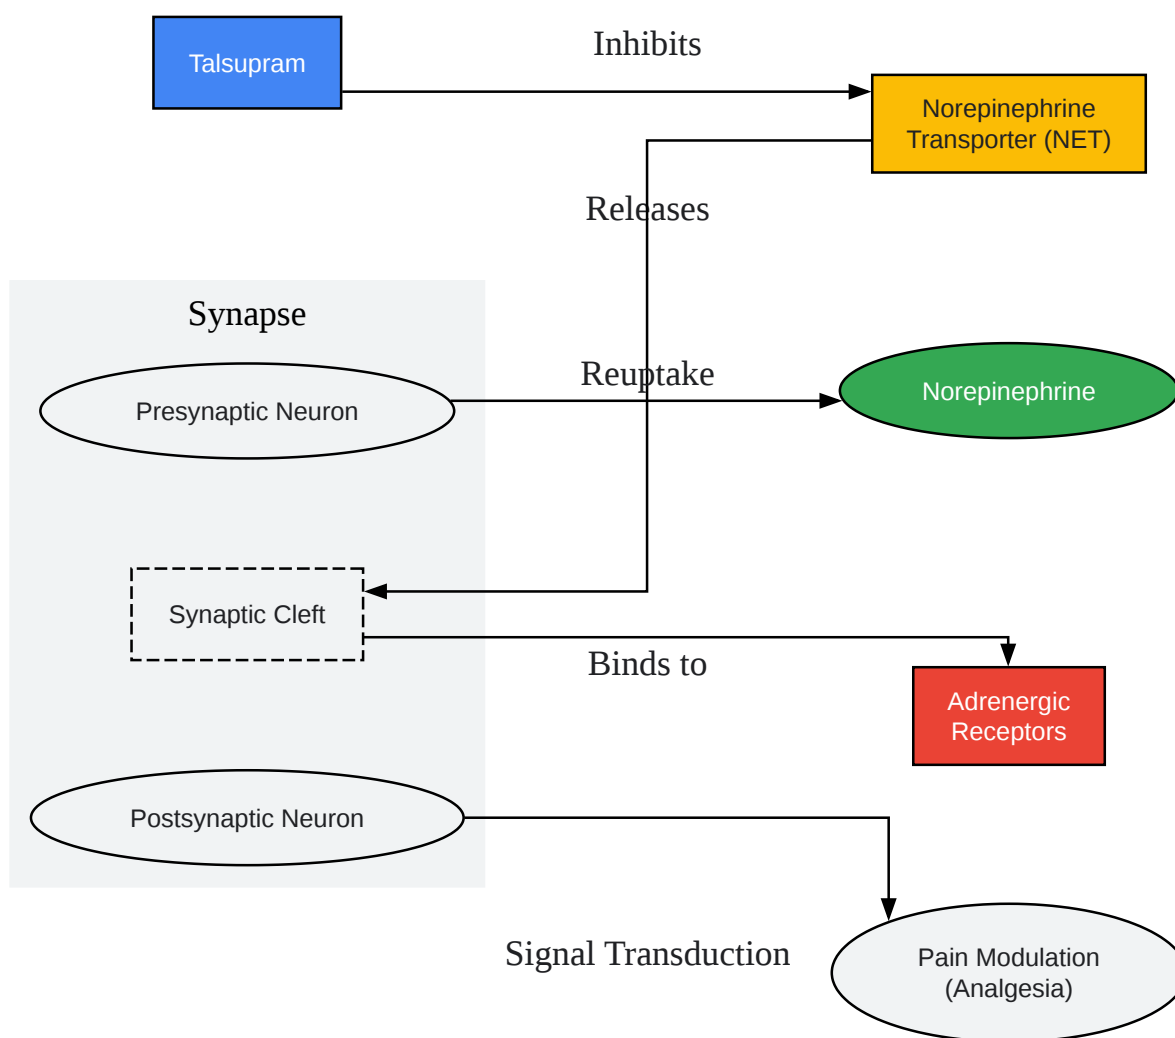 Talsupram
Inhibits
Norepinephrine
Transporter (NET)
Releases
Synapse
Presynaptic Neuron
Reuptake
Norepinephrine
Synaptic Cleft
Binds to
Adrenergic
Receptors
Postsynaptic Neuron
Signal Transduction
Pain Modulation
(Analgesia)